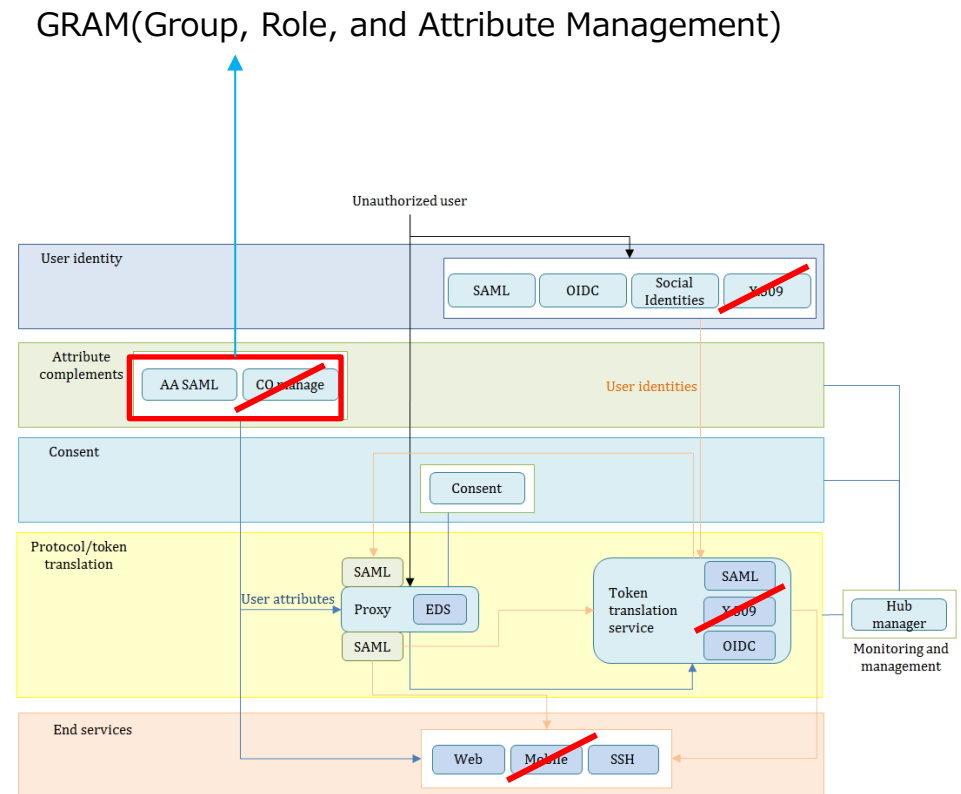 GRAM(Group, Role, and Attribute Management)
Unauthorized user
User identity
SAML
OIDC
Social
Identities
X.509
Attribute
complements
AA SAML
CO manage
User identities
Consent
Consent
Protocol/token
translation
SAML
User attributes
Proxy
EDS
SAML
Token
translation
service
SAML
X.509
OIDC
Hub
manager
Monitoring and
management
End services
Web
Mobile
SSH